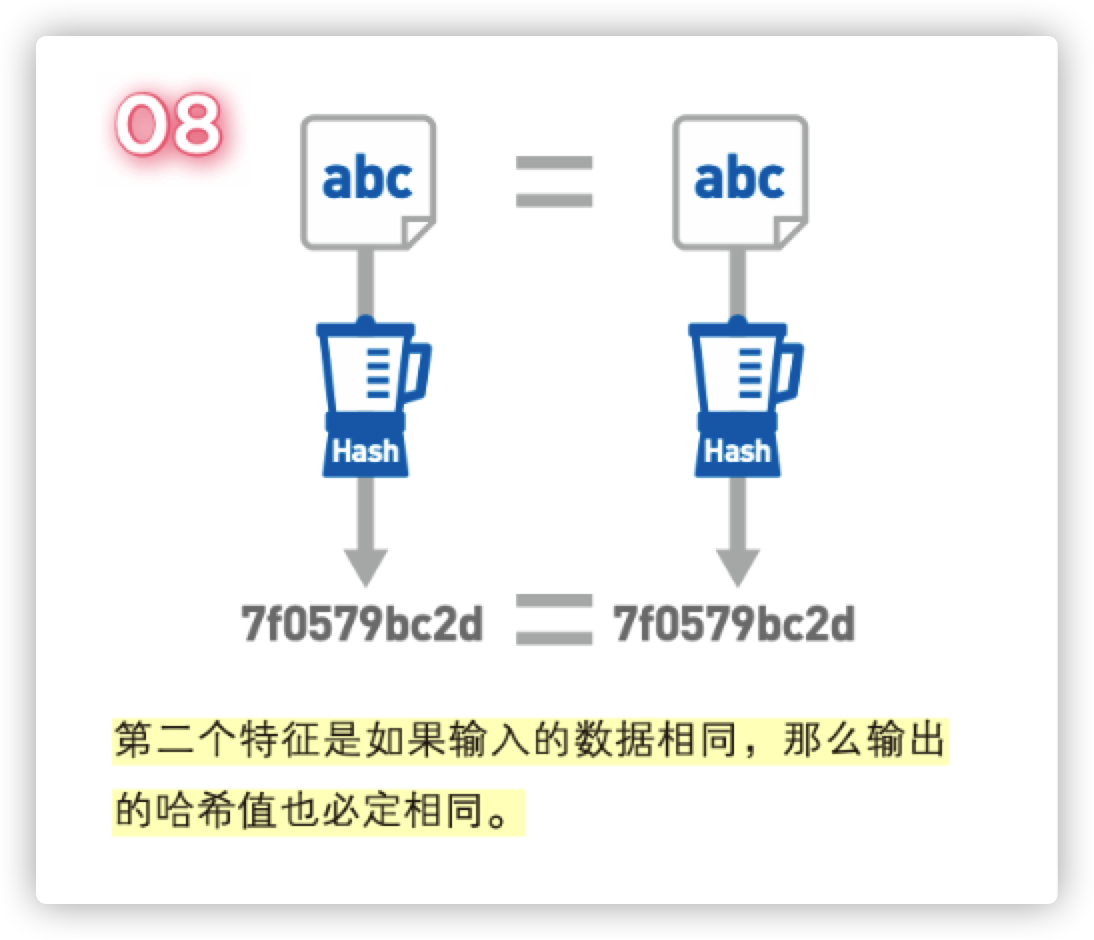 08
abc = abc
Hash Hash
7f0579bc2d = 7f0579bc2d
第二个特征是如果输入的数据相同，那么输出
的哈希值也必定相同。